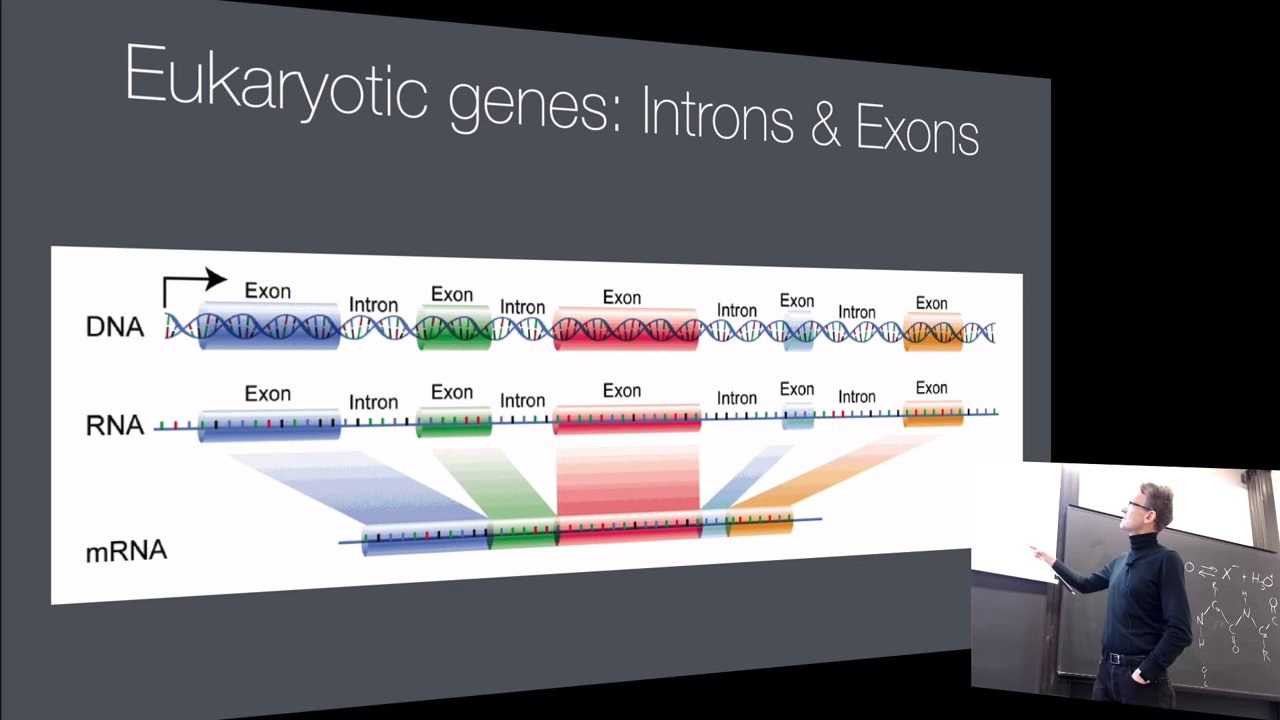 Eukaryotic genes: Introns & Exons
Exon Intron Exon Intron Exon Intron Exon Intron Exon
DNA
Exon Intron Exon Intron Exon Intron Exon Intron Exon
RNA
mRNA
O ⇌ X⁻ + H₃O